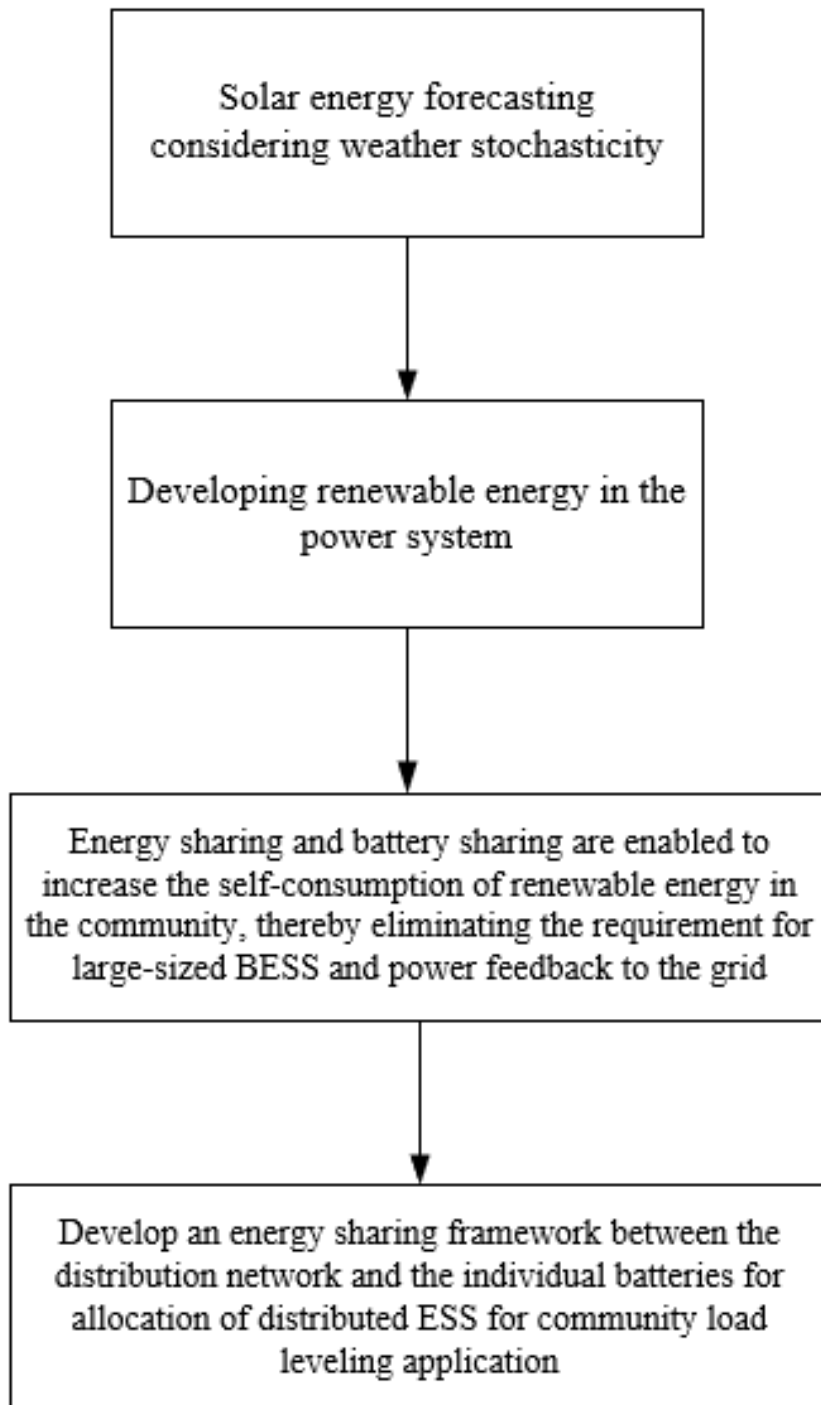 Solar energy forecasting
considering weather stochasticity
Developing renewable energy in the
power system
Energy sharing and battery sharing are enabled to
increase the self-consumption of renewable energy in
the community, thereby eliminating the requirement for
large-sized BESS and power feedback to the grid
Develop an energy sharing framework between the
distribution network and the individual batteries for
allocation of distributed ESS for community load
leveling application